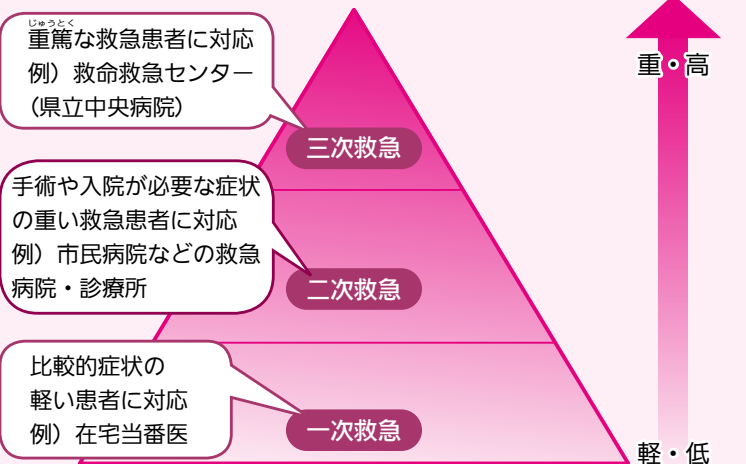 じゅうとく
重篤な救急患者に対応
例）救命救急センター
（県立中央病院）
三次救急
手術や入院が必要な症状
の重い救急患者に対応
例）市民病院などの救急
病院・診療所
二次救急
比較的症状の
軽い患者に対応
例）在宅当番医
一次救急
重・高
軽・低